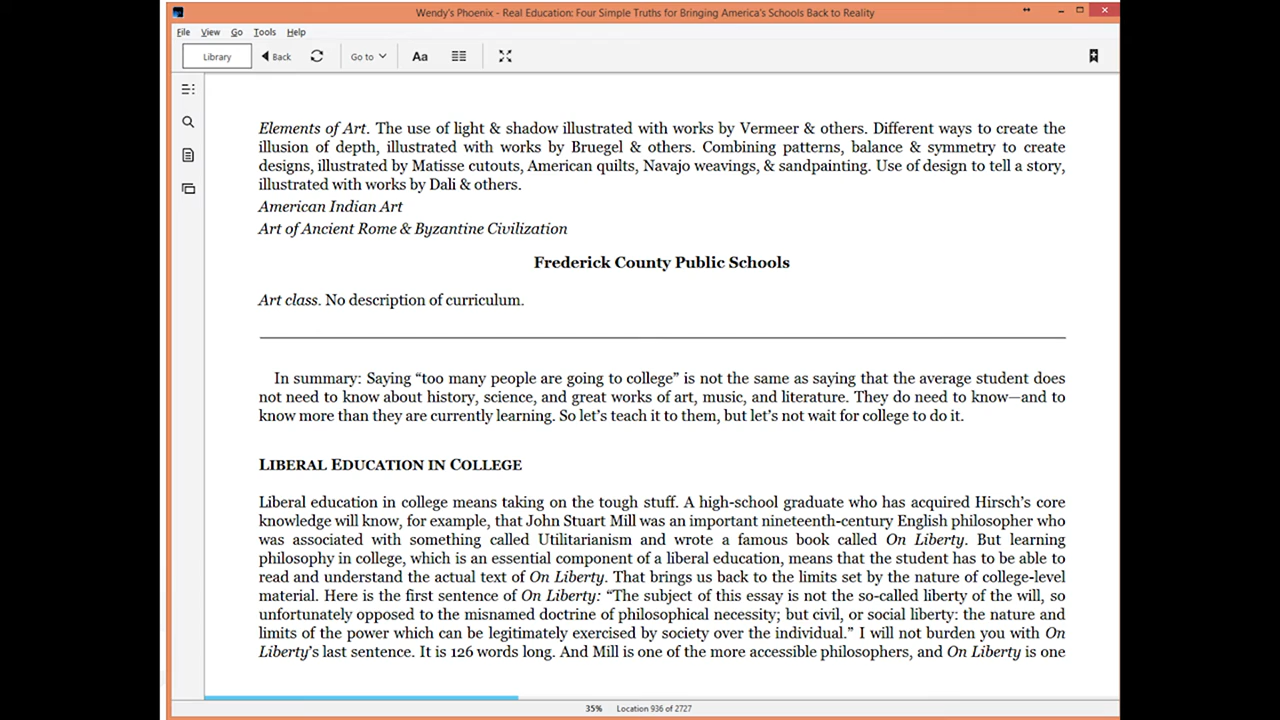 Wendy's Phoenix - Real Education: Four Simple Truths for Bringing America's Schools Back to Reality
File View Go Tools Help
Library Back Go to Aa
Elements of Art. The use of light & shadow illustrated with works by Vermeer & others. Different ways to create the
illusion of depth, illustrated with works by Bruegel & others. Combining patterns, balance & symmetry to create
designs, illustrated by Matisse cutouts, American quilts, Navajo weavings, & sandpainting. Use of design to tell a story,
illustrated with works by Dali & others.
American Indian Art
Art of Ancient Rome & Byzantine Civilization
Frederick County Public Schools
Art class. No description of curriculum.
In summary: Saying “too many people are going to college” is not the same as saying that the average student does
not need to know about history, science, and great works of art, music, and literature. They do need to know—and to
know more than they are currently learning. So let’s teach it to them, but let’s not wait for college to do it.
LIBERAL EDUCATION IN COLLEGE
Liberal education in college means taking on the tough stuff. A high-school graduate who has acquired Hirsch’s core
knowledge will know, for example, that John Stuart Mill was an important nineteenth-century English philosopher who
was associated with something called Utilitarianism and wrote a famous book called On Liberty. But learning
philosophy in college, which is an essential component of a liberal education, means that the student has to be able to
read and understand the actual text of On Liberty. That brings us back to the limits set by the nature of college-level
material. Here is the first sentence of On Liberty: “The subject of this essay is not the so-called liberty of the will, so
unfortunately opposed to the misnamed doctrine of philosophical necessity; but civil, or social liberty: the nature and
limits of the power which can be legitimately exercised by society over the individual.” I will not burden you with On
Liberty’s last sentence. It is 126 words long. And Mill is one of the more accessible philosophers, and On Liberty is one
35% Location 936 of 2727